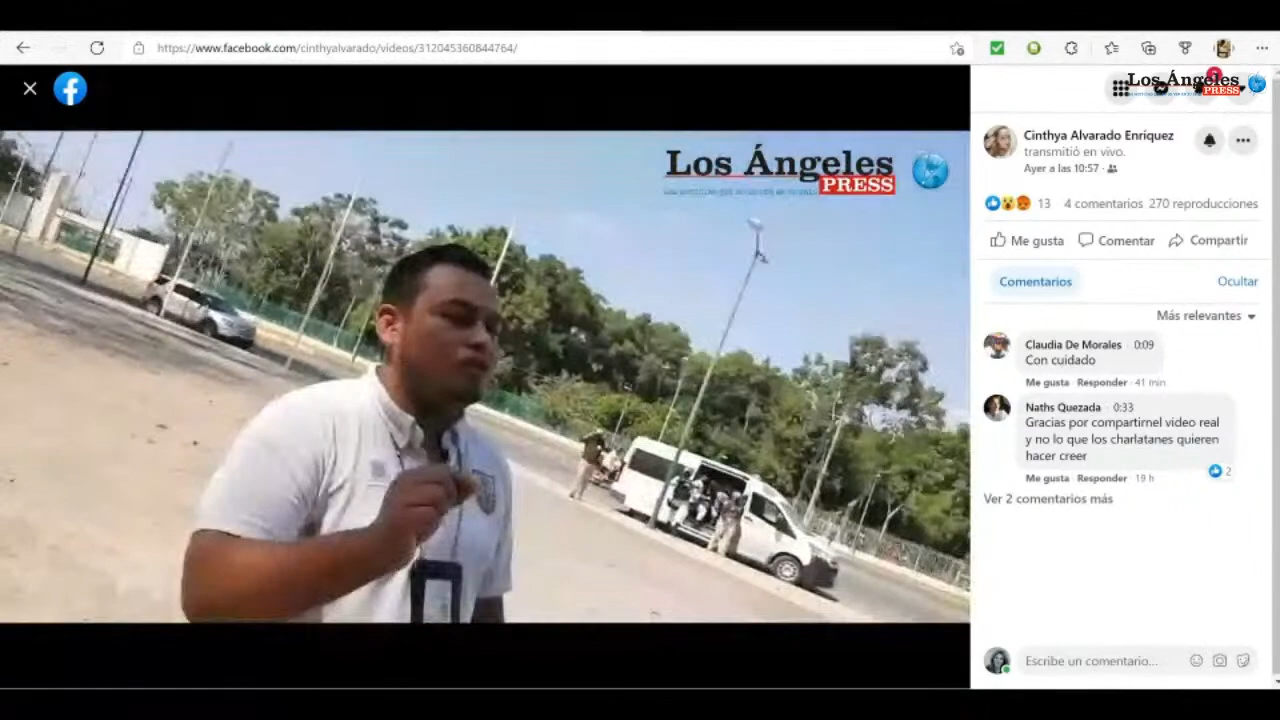 https://www.facebook.com/cinthyalvarado/videos/312045360844764/
Los Ángeles
PRESS
Los Ángeles
PRESS
Cinthya Alvarado Enríquez
transmitió en vivo.
Ayer a las 10:57 ·
13 4 comentarios 270 reproducciones
Me gusta Comentar Compartir
Comentarios Ocultar
Más relevantes
Claudia De Morales · 0:09
Con cuidado
Me gusta · Responder · 41 min
Naths Quezada · 0:33
Gracias por compartirnel video real
y no lo que los charlatanes quieren
hacer creer
2
Me gusta · Responder · 19 h
Ver 2 comentarios más
Escribe un comentario...